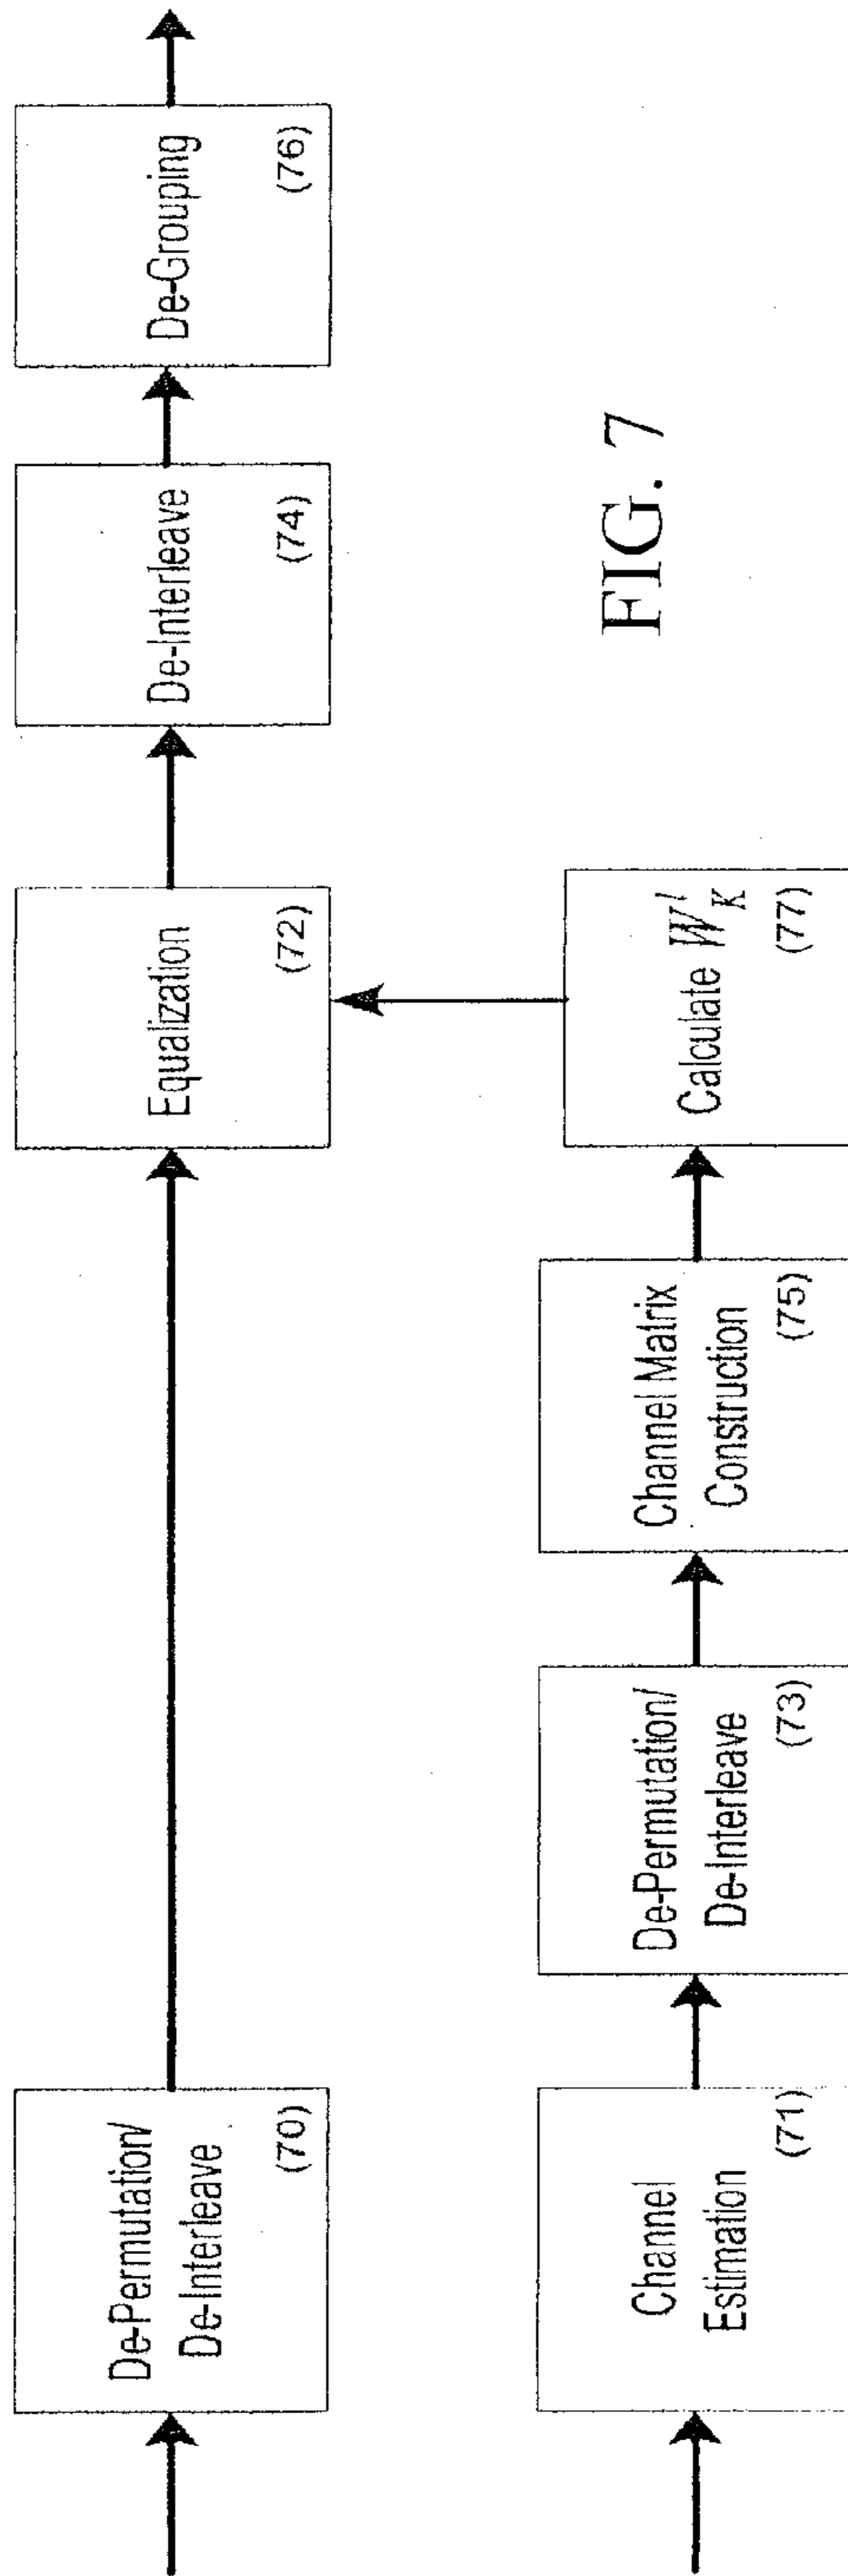 De-Permutation/
De-Interleave
(70)
Equalization
(72)
De-Interleave
(74)
De-Grouping
(76)
Channel
Estimation
(71)
De-Permutation/
De-Interleave
(73)
Channel Matrix
Construction
(75)
Calculate W'K
(77)
FIG. 7